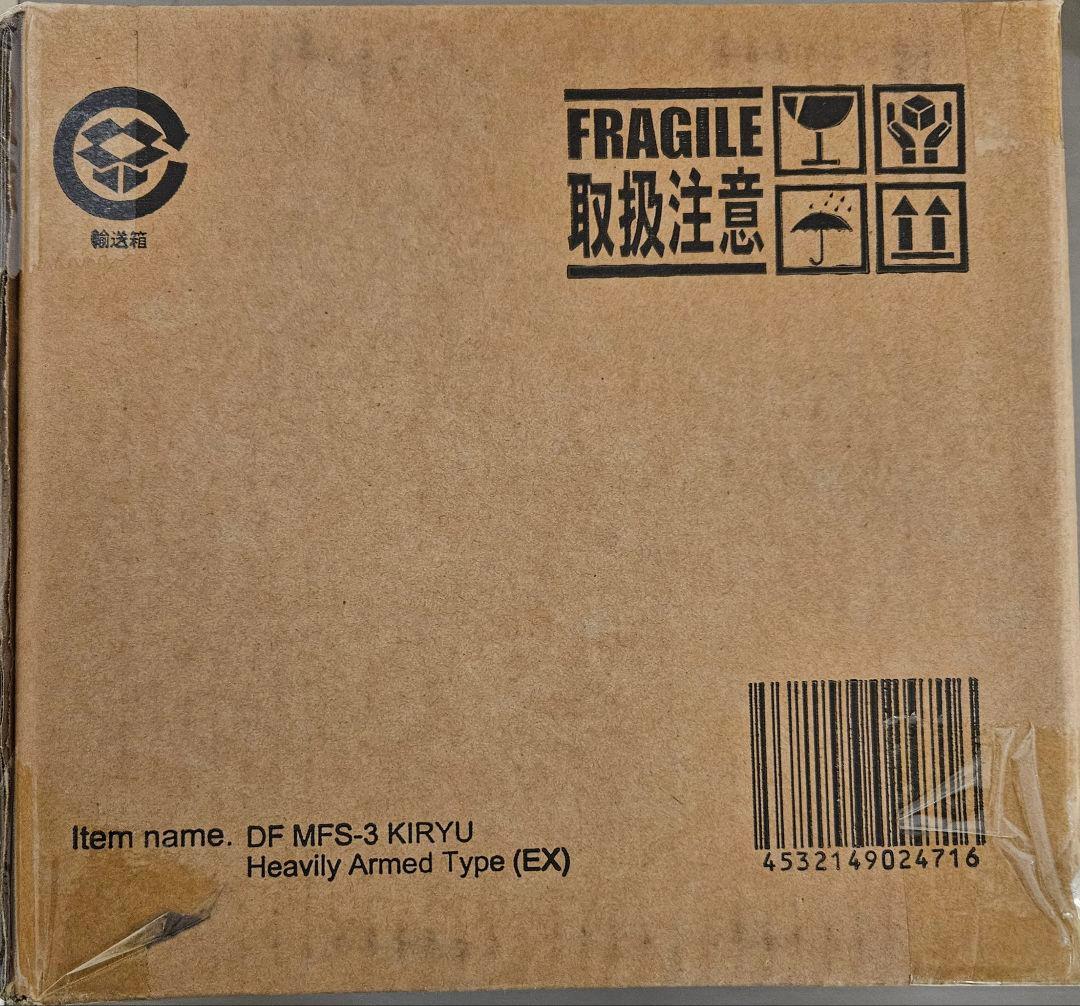 FRAGILE
取扱注意
輸送箱
Item name. DF MFS-3 KIRYU
Heavily Armed Type (EX)
4532149024716